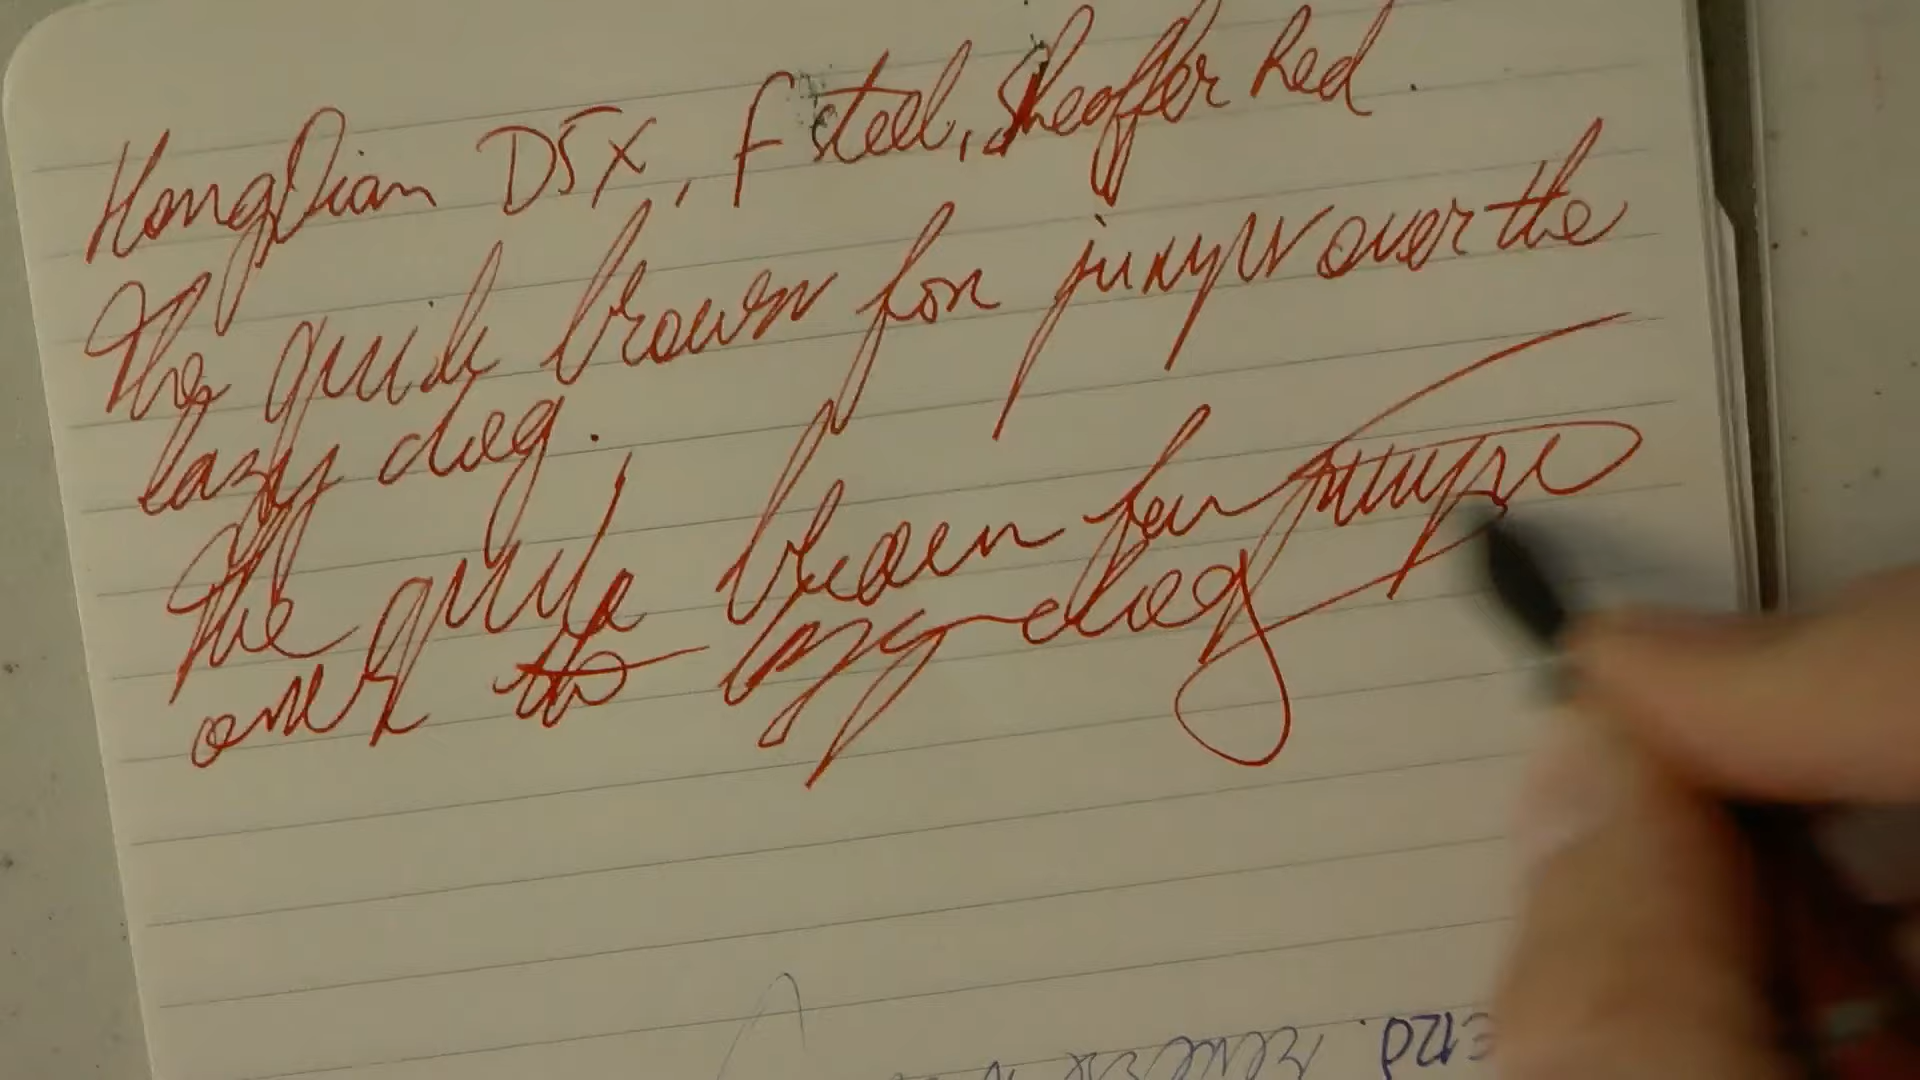 HongDian D5X, F steel, Sheaffer Red.
The quick brown fox jumps over the
lazy dog.
The quick brown fox jumps
over the lazy dog